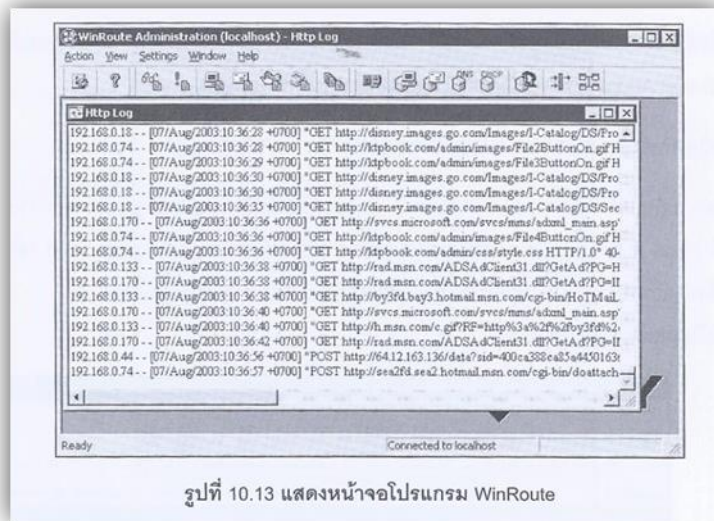 WinRoute Administration (localhost) - Http Log
Action View Settings Window Help
Http Log
192.168.0.18 - - [07/Aug/2003:10:36:28 +0700] "GET http://disney.images.go.com/Images/I-Catalog/DS/Pro
192.168.0.74 - - [07/Aug/2003:10:36:28 +0700] "GET http://ktpbook.com/admin/images/File2ButtonOn.gif H
192.168.0.74 - - [07/Aug/2003:10:36:29 +0700] "GET http://ktpbook.com/admin/images/File3ButtonOn.gif H
192.168.0.18 - - [07/Aug/2003:10:36:30 +0700] "GET http://disney.images.go.com/Images/I-Catalog/DS/Pro
192.168.0.18 - - [07/Aug/2003:10:36:30 +0700] "GET http://disney.images.go.com/Images/I-Catalog/DS/Pro
192.168.0.18 - - [07/Aug/2003:10:36:35 +0700] "GET http://disney.images.go.com/Images/I-Catalog/DS/Sec
192.168.0.170 - - [07/Aug/2003:10:36:36 +0700] "GET http://svcs.microsoft.com/svcs/mms/adxml_main.asp"
192.168.0.74 - - [07/Aug/2003:10:36:36 +0700] "GET http://ktpbook.com/admin/images/File4ButtonOn.gif H
192.168.0.74 - - [07/Aug/2003:10:36:36 +0700] "GET http://ktpbook.com/admin/css/style.css HTTP/1.0" 40
192.168.0.133 - - [07/Aug/2003:10:36:38 +0700] "GET http://rad.msn.com/ADSAdClient31.dll?GetAd?PG=H
192.168.0.170 - - [07/Aug/2003:10:36:38 +0700] "GET http://rad.msn.com/ADSAdClient31.dll?GetAd?PG=II
192.168.0.133 - - [07/Aug/2003:10:36:38 +0700] "GET http://by3fd.bay3.hotmail.msn.com/cgi-bin/HoTMaiL
192.168.0.170 - - [07/Aug/2003:10:36:40 +0700] "GET http://svcs.microsoft.com/svcs/mms/adxml_main.asp"
192.168.0.133 - - [07/Aug/2003:10:36:40 +0700] "GET http://h.msn.com/c.gif?RF=http%3a%2f%2fby3fd%2
192.168.0.170 - - [07/Aug/2003:10:36:42 +0700] "GET http://rad.msn.com/ADSAdClient31.dll?GetAd?PG=II
192.168.0.44 - - [07/Aug/2003:10:36:56 +0700] "POST http://64.12.163.136/data?sid=400ca388ca85a4450163
192.168.0.74 - - [07/Aug/2003:10:36:57 +0700] "POST http://sea2fd.sea2.hotmail.msn.com/cgi-bin/doattach
Ready
Connected to localhost
รูปที่ 10.13 แสดงหน้าจอโปรแกรม WinRoute